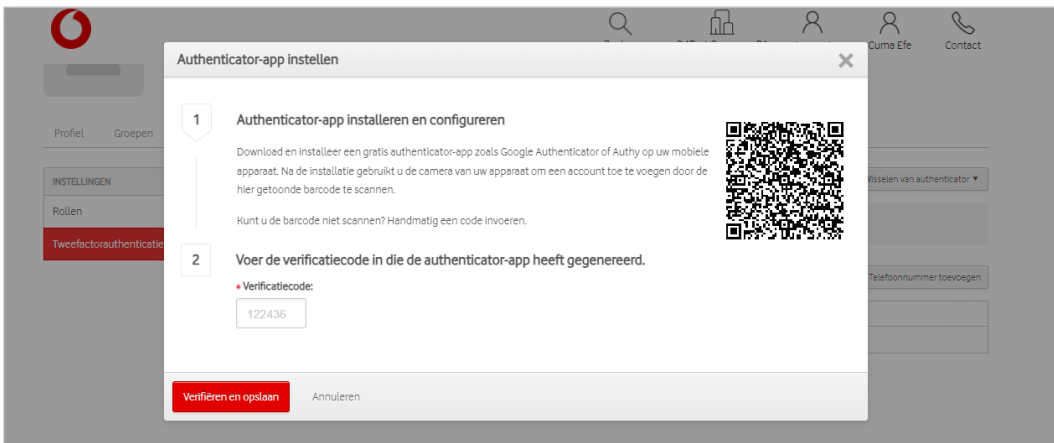 Cuma Efe
Contact
Authenticator-app instellen
Profiel
Groepen
1
Authenticator-app installeren en configureren
Download en installeer een gratis authenticator-app zoals Google Authenticator of Authy op uw mobiele
apparaat. Na de installatie gebruikt u de camera van uw apparaat om een account toe te voegen door de
hier getoonde barcode te scannen.
Kunt u de barcode niet scannen? Handmatig een code invoeren.
INSTELLINGEN
Wisselen van authenticator
Rollen
Tweefactorauthenticatie
2
Voer de verificatiecode in die de authenticator-app heeft gegenereerd.
Telefoonnummer toevoegen
• Verificatiecode:
122436
Verifiëren en opslaan
Annuleren